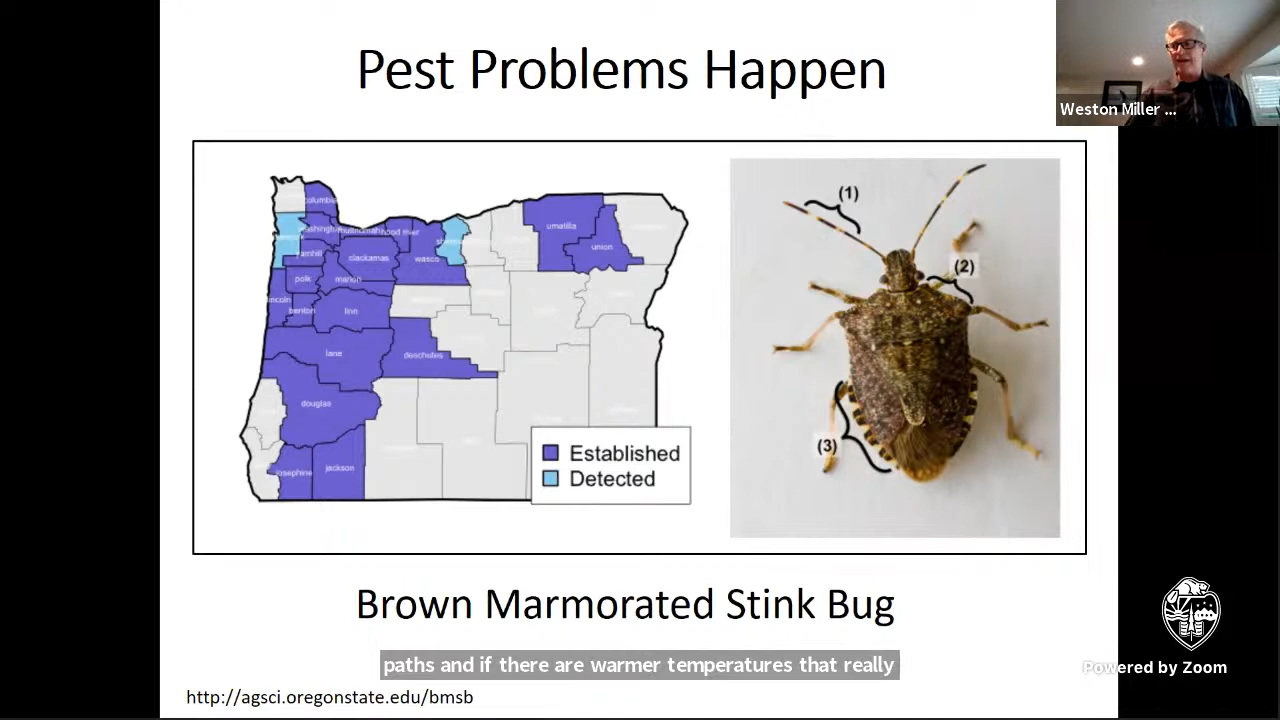 Pest Problems Happen
Weston Miller ...
columbia
washington
multnomah
hood river
yamhill
clackamas
wasco
umatilla
union
polk
marion
lincoln
benton
linn
lane
deschutes
douglas
josephine
jackson
Established
Detected
(1)
(2)
(3)
Brown Marmorated Stink Bug
paths and if there are warmer temperatures that really
Powered by Zoom
http://agsci.oregonstate.edu/bmsb